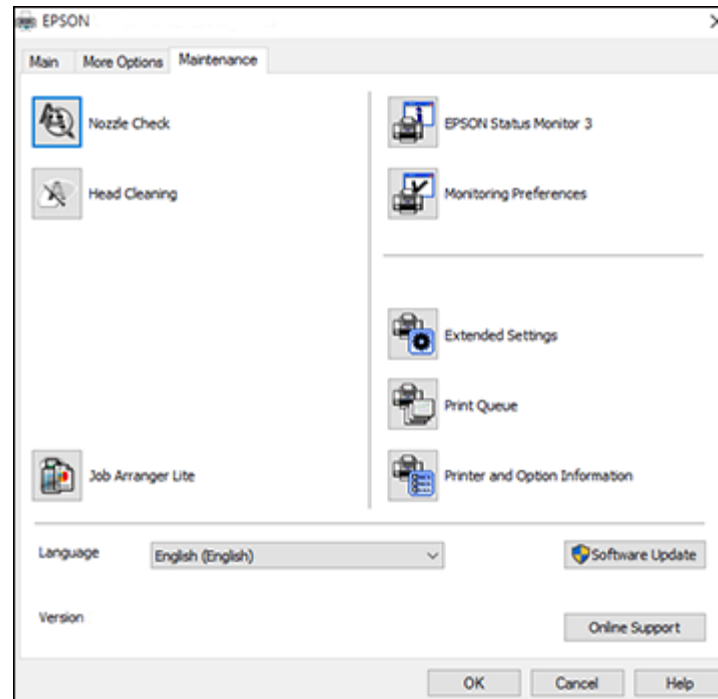 EPSON
Main
More Options
Maintenance
Nozzle Check
Head Cleaning
Job Arranger Lite
EPSON Status Monitor 3
Monitoring Preferences
Extended Settings
Print Queue
Printer and Option Information
Language
English (English)
Software Update
Version
Online Support
OK
Cancel
Help